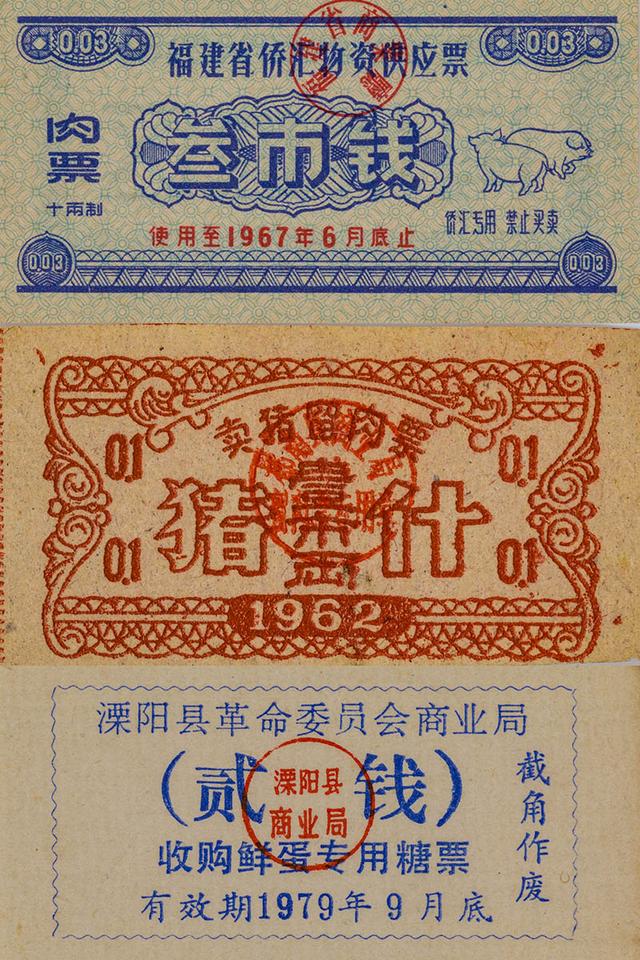 0.03 0.03
福建省侨汇物资供应票
肉票
十两制
叁市钱
侨汇专用 禁止买卖
使用至1967年6月底止
0.03 0.03
卖猪留肉票
0.1 0.1
猪 壹市两 什
0.1 0.1
1962
溧阳县革命委员会商业局
(贰 钱)
溧阳县
商业局
收购鲜蛋专用糖票
有效期1979年9月底
截角作废